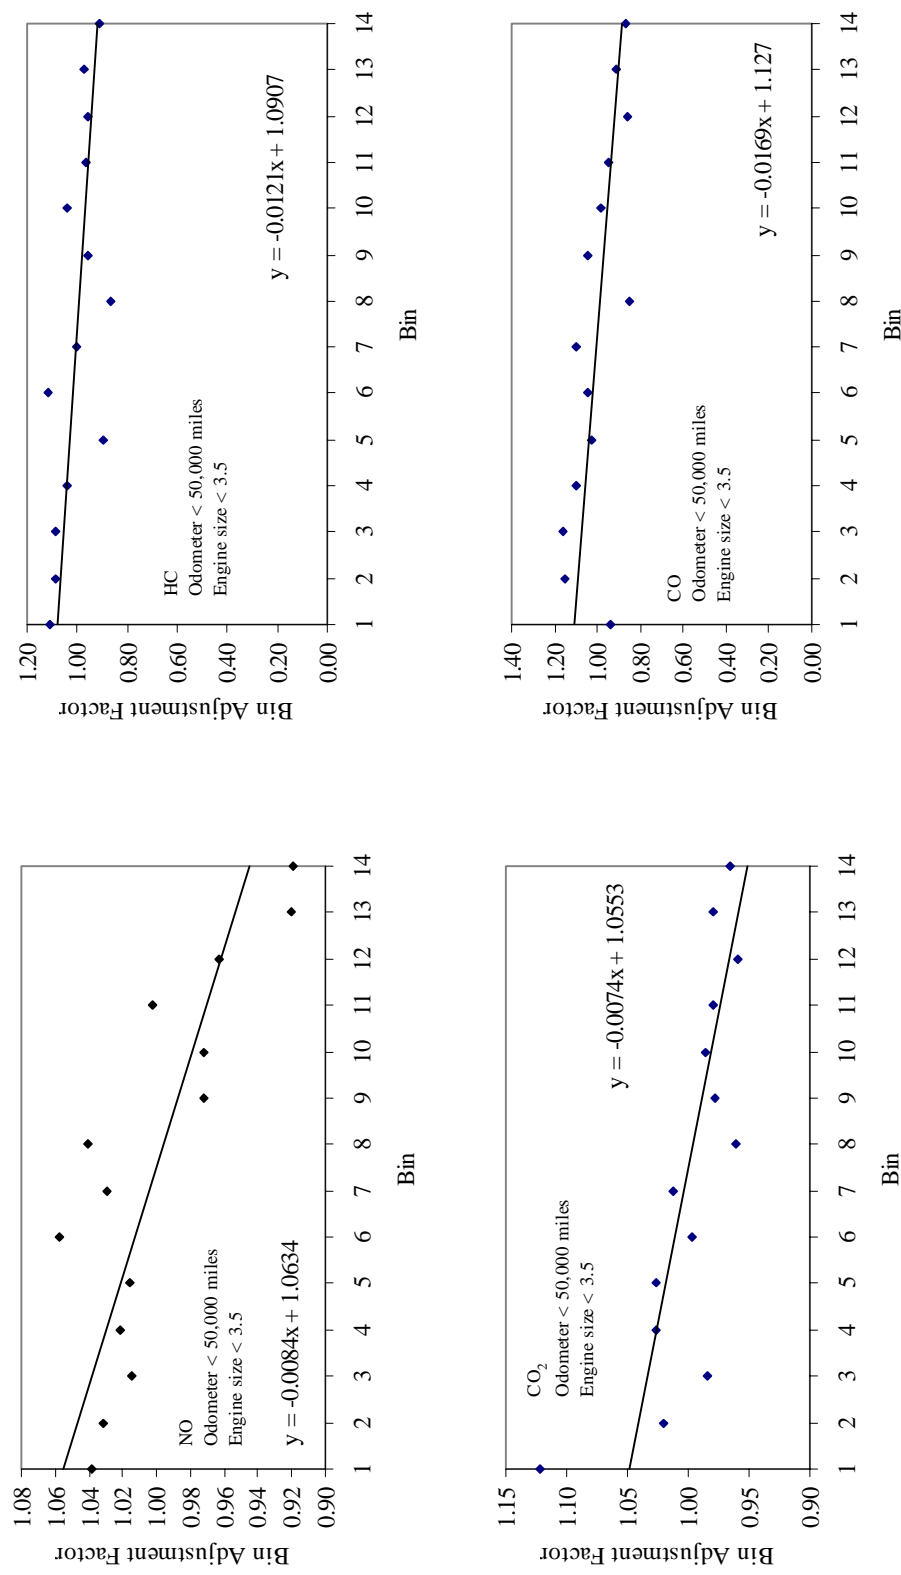 Bin Adjustment Factor
1.08
1.06
1.04
1.02
1.00
0.98
0.96
0.94
0.92
0.90
NO
Odometer < 50,000 miles
Engine size < 3.5
y = -0.0084x + 1.0634
1 2 3 4 5 6 7 8 9 10 11 12 13 14
Bin
Bin Adjustment Factor
1.20
1.00
0.80
0.60
0.40
0.20
0.00
HC
Odometer < 50,000 miles
Engine size < 3.5
y = -0.0121x + 1.0907
1 2 3 4 5 6 7 8 9 10 11 12 13 14
Bin
Bin Adjustment Factor
1.15
1.10
1.05
1.00
0.95
0.90
CO₂
Odometer < 50,000 miles
Engine size < 3.5
y = -0.0074x + 1.0553
1 2 3 4 5 6 7 8 9 10 11 12 13 14
Bin
Bin Adjustment Factor
1.40
1.20
1.00
0.80
0.60
0.40
0.20
0.00
CO
Odometer < 50,000 miles
Engine size < 3.5
y = -0.0169x + 1.127
1 2 3 4 5 6 7 8 9 10 11 12 13 14
Bin